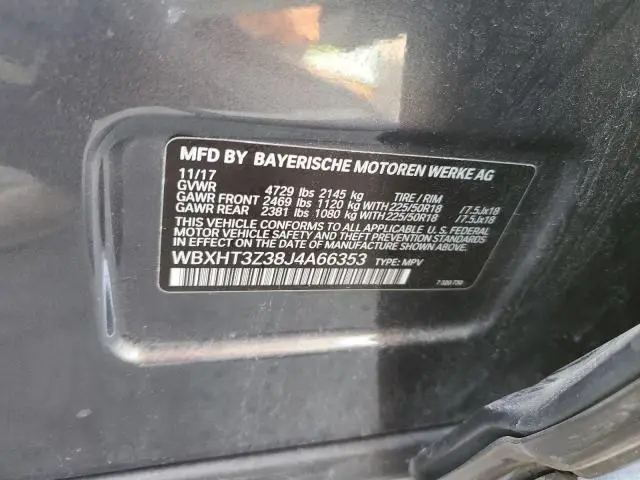 MFD BY BAYERISCHE MOTOREN WERKE AG
11/17
GVWR 4729 lbs 2145 kg TIRE / RIM
GAWR FRONT 2469 lbs 1120 kg WITH 225/50R18 /7.5Jx18
GAWR REAR 2381 lbs 1080 kg WITH 225/50R18 /7.5Jx18
THIS VEHICLE CONFORMS TO ALL APPLICABLE U.S. FEDERAL
MOTOR VEHICLE SAFETY AND THEFT PREVENTION STANDARDS
IN EFFECT ON THE DATE OF MANUFACTURE SHOWN ABOVE.
WBXHT3Z38J4A66353 TYPE: MPV